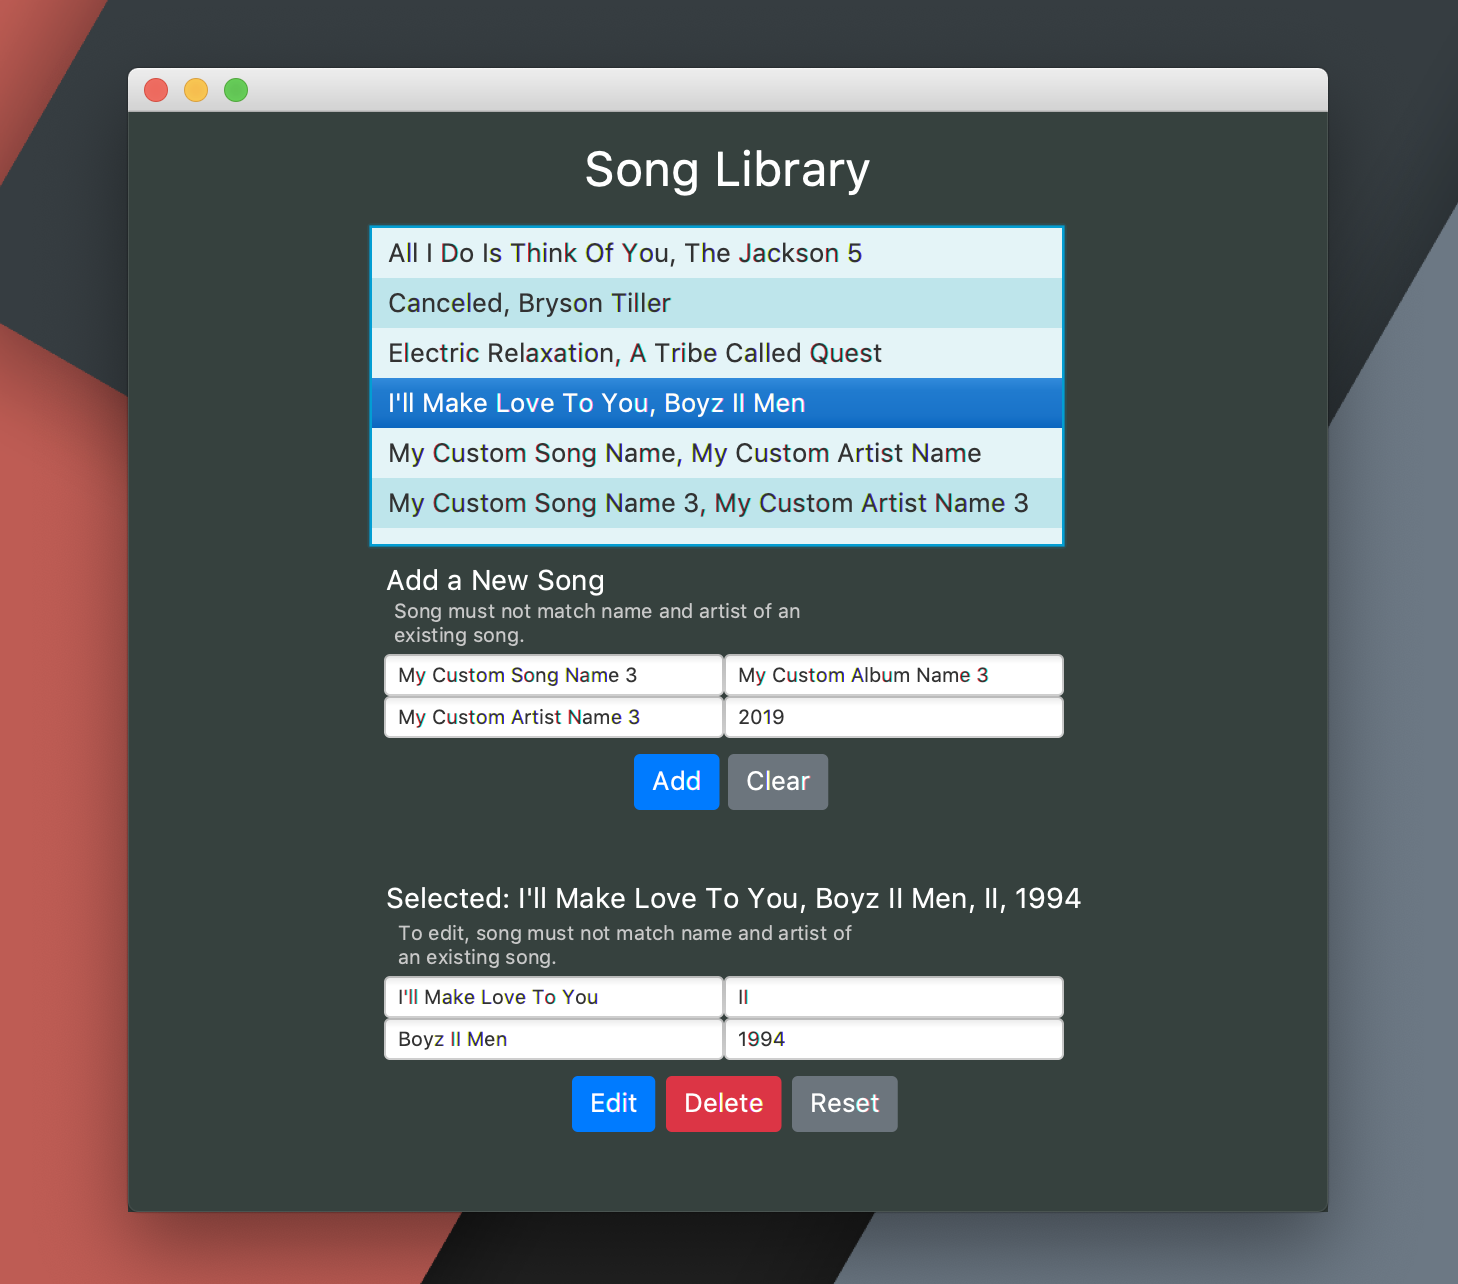 Song Library
All I Do Is Think Of You, The Jackson 5
Canceled, Bryson Tiller
Electric Relaxation, A Tribe Called Quest
I'll Make Love To You, Boyz II Men
My Custom Song Name, My Custom Artist Name
My Custom Song Name 3, My Custom Artist Name 3
Add a New Song
Song must not match name and artist of an
existing song.
My Custom Song Name 3
My Custom Album Name 3
My Custom Artist Name 3
2019
Add
Clear
Selected: I'll Make Love To You, Boyz II Men, II, 1994
To edit, song must not match name and artist of
an existing song.
I'll Make Love To You
II
Boyz II Men
1994
Edit
Delete
Reset